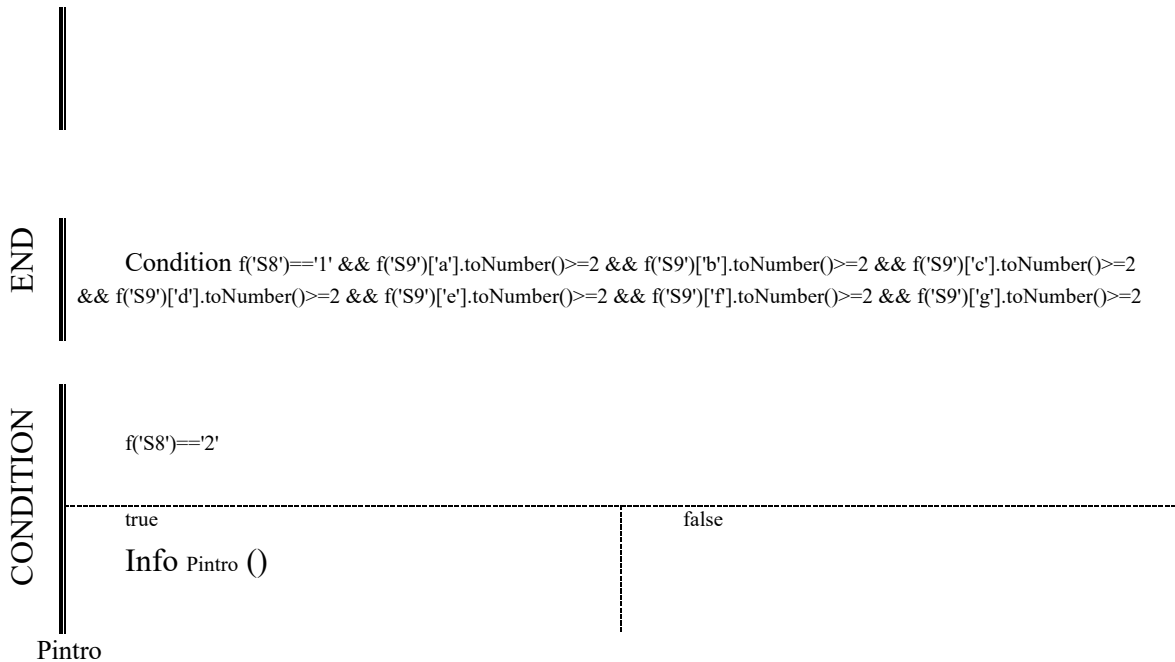 END
Condition f('S8')=='1' && f('S9')['a'].toNumber()>=2 && f('S9')['b'].toNumber()>=2 && f('S9')['c'].toNumber()>=2
&& f('S9')['d'].toNumber()>=2 && f('S9')['e'].toNumber()>=2 && f('S9')['f'].toNumber()>=2 && f('S9')['g'].toNumber()>=2
CONDITION
f('S8')=='2'
true
false
Info Pintro ()
Pintro